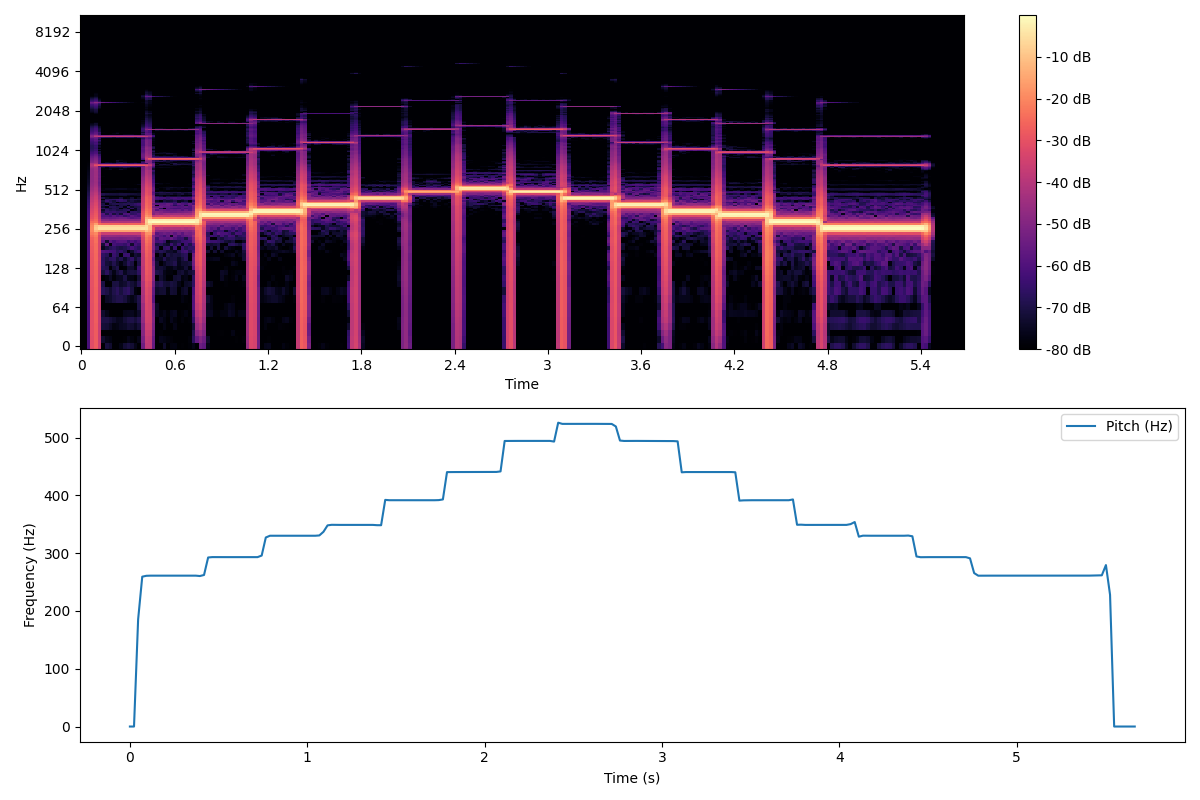 8192
4096
2048
1024
512
256
128
64
0
Hz
0 0.6 1.2 1.8 2.4 3 3.6 4.2 4.8 5.4
Time
-10 dB
-20 dB
-30 dB
-40 dB
-50 dB
-60 dB
-70 dB
-80 dB
Pitch (Hz)
500
400
300
200
100
0
Frequency (Hz)
0 1 2 3 4 5
Time (s)